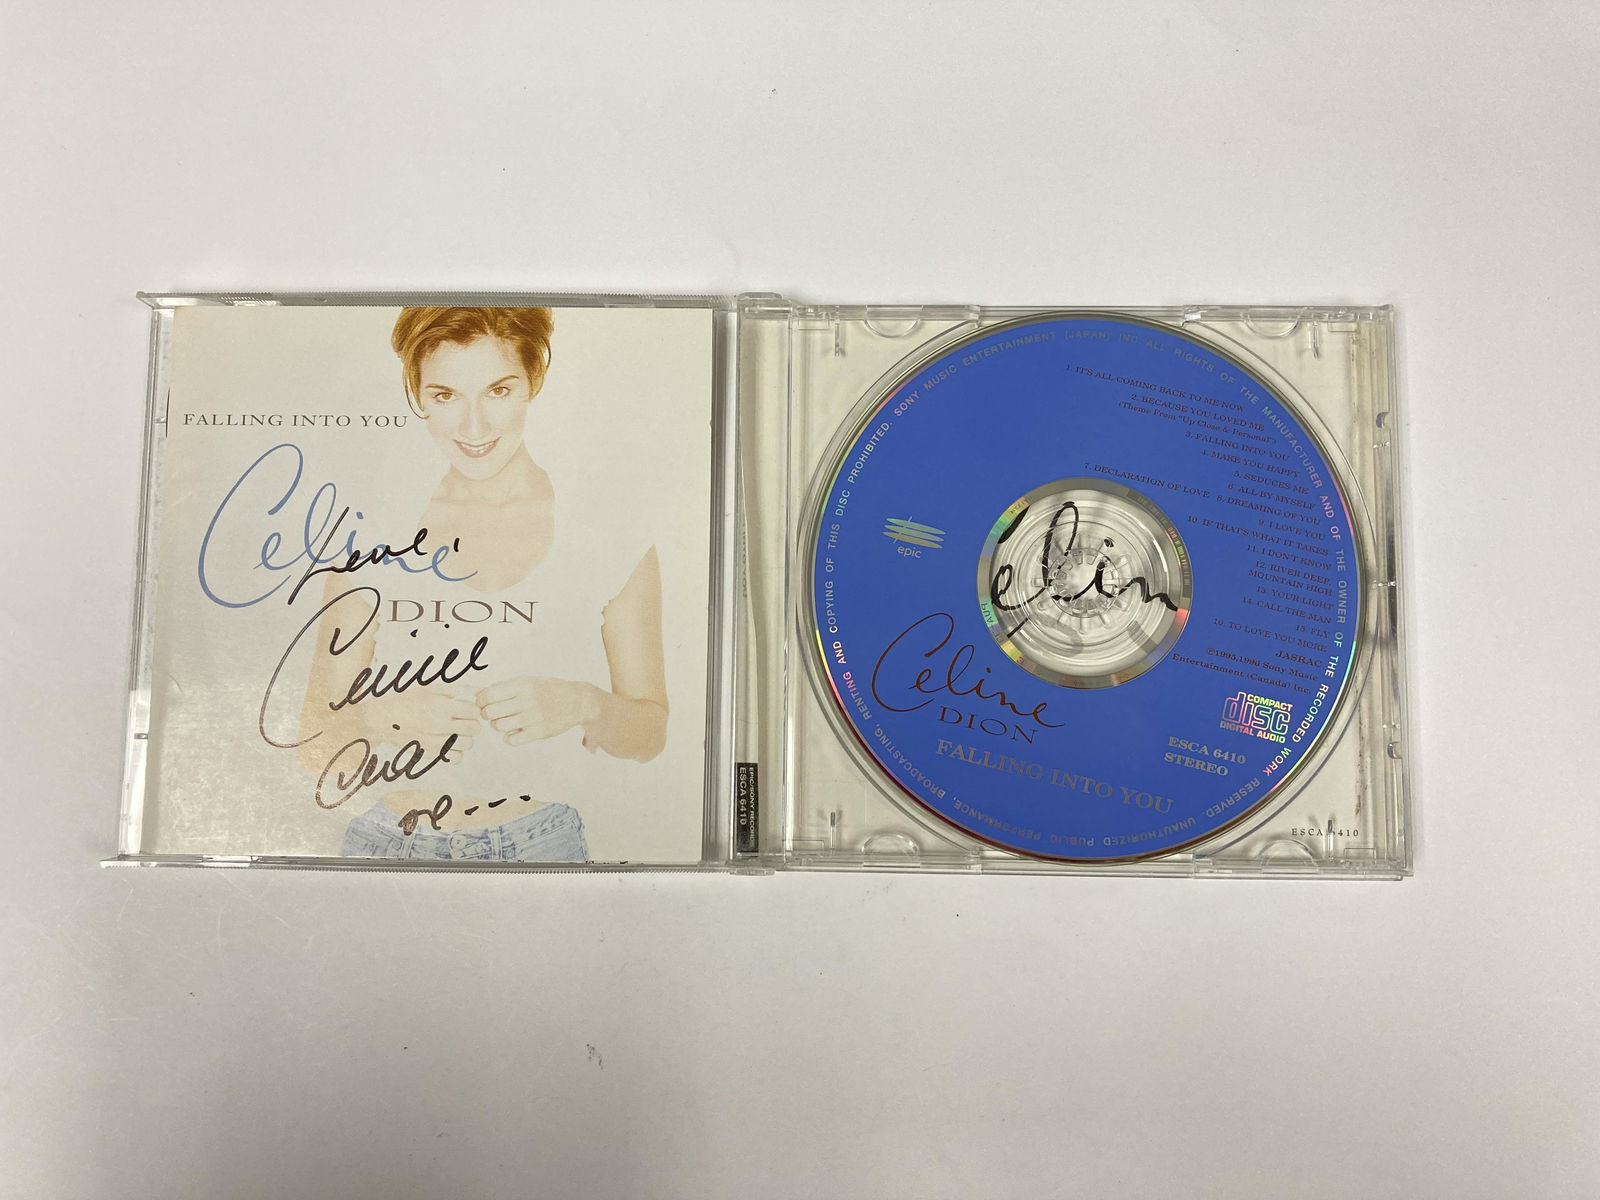 FALLING INTO YOU
Celine
Love,
DION
EPIC/SONY RECORDS
ESCA 6410
SONY MUSIC ENTERTAINMENT (JAPAN) INC. ALL RIGHTS OF THE MANUFACTURER AND OF THE OWNER OF THE RECORDED WORK RESERVED. UNAUTHORIZED PUBLIC PERFORMANCE, BROADCASTING RENTING AND COPYING OF THIS DISC PROHIBITED.
1. IT'S ALL COMING BACK TO ME NOW
2. BECAUSE YOU LOVED ME
(Theme From "Up Close & Personal")
3. FALLING INTO YOU
4. MAKE YOU HAPPY
5. SEDUCES ME
6. ALL BY MYSELF
7. DECLARATION OF LOVE 8. DREAMING OF YOU
9. I LOVE YOU
10. IF THAT'S WHAT IT TAKES
11. I DON'T KNOW
12. RIVER DEEP,
MOUNTAIN HIGH
13. YOUR LIGHT
14. CALL THE MAN
15. FLY
16. TO LOVE YOU MORE
JASRAC
℗1995,1996 Sony Music
Entertainment (Canada) Inc.
epic
Celine
DION
FALLING INTO YOU
COMPACT
disc
DIGITAL AUDIO
ESCA 6410
STEREO
ESCA 6410